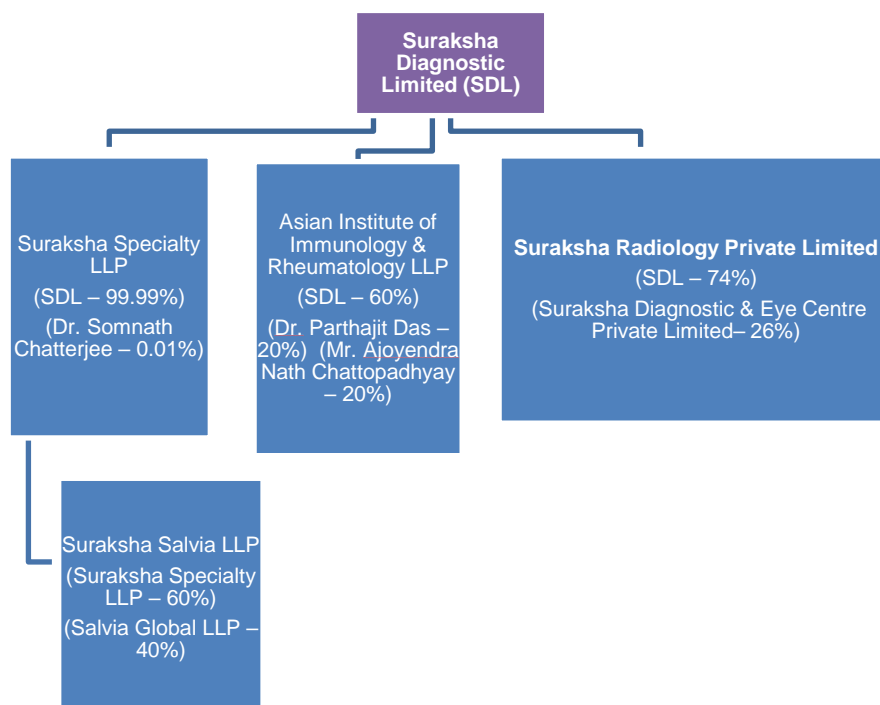 Suraksha
Diagnostic
Limited (SDL)
Suraksha Specialty
LLP
(SDL – 99.99%)
(Dr. Somnath
Chatterjee – 0.01%)
Asian Institute of
Immunology &
Rheumatology LLP
(SDL – 60%)
(Dr. Parthajit Das –
20%) (Mr. Ajoyendra
Nath Chattopadhyay
– 20%)
Suraksha Radiology Private Limited
(SDL – 74%)
(Suraksha Diagnostic & Eye Centre
Private Limited– 26%)
Suraksha Salvia LLP
(Suraksha Specialty
LLP – 60%)
(Salvia Global LLP –
40%)